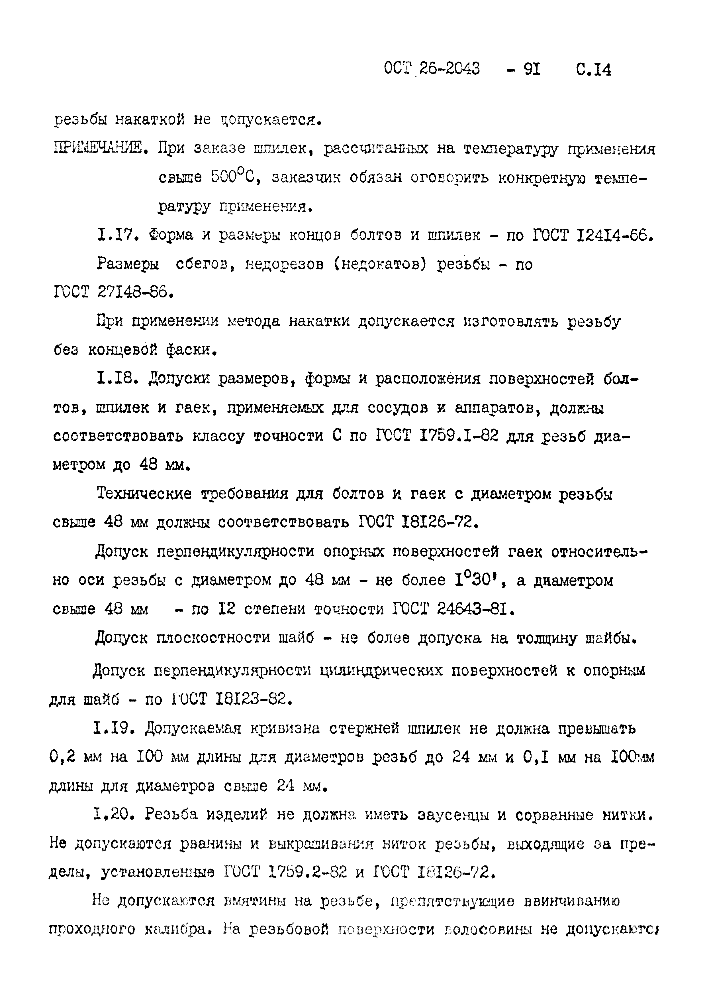 ОСТ 26-2043 - 91 С.14
резьбы накаткой не допускается.
ПРИМЕЧАНИЕ. При заказе шпилек, рассчитанных на температуру применения
свыше 500°С, заказчик обязан оговорить конкретную темпе-
ратуру применения.
1.17. Форма и размеры концов болтов и шпилек - по ГОСТ 12414-66.
Размеры сбегов, недорезов (недокатов) резьбы - по
ГОСТ 27148-86.
При применении метода накатки допускается изготовлять резьбу
без концевой фаски.
1.18. Допуски размеров, формы и расположения поверхностей бол-
тов, шпилек и гаек, применяемых для сосудов и аппаратов, должны
соответствовать классу точности С по ГОСТ 1759.1-82 для резьб диа-
метром до 48 мм.
Технические требования для болтов и гаек с диаметром резьбы
свыше 48 мм должны соответствовать ГОСТ 18126-72.
Допуск перпендикулярности опорных поверхностей гаек относитель-
но оси резьбы с диаметром до 48 мм - не более 1°30', а диаметром
свыше 48 мм - по 12 степени точности ГОСТ 24643-81.
Допуск плоскостности шайб - не более допуска на толщину шайбы.
Допуск перпендикулярности цилиндрических поверхностей к опорным
для шайб - по ГОСТ 18123-82.
1.19. Допускаемая кривизна стержней шпилек не должна превышать
0,2 мм на 100 мм длины для диаметров резьб до 24 мм и 0,1 мм на 100мм
длины для диаметров свыше 24 мм.
1.20. Резьба изделий не должна иметь заусенцы и сорванные нитки.
Не допускаются рванины и выкрашивания ниток резьбы, выходящие за пре-
делы, установленные ГОСТ 1759.2-82 и ГОСТ 18126-72.
Не допускаются вмятины на резьбе, препятствующие ввинчиванию
проходного калибра. На резьбовой поверхности волосовины не допускаются